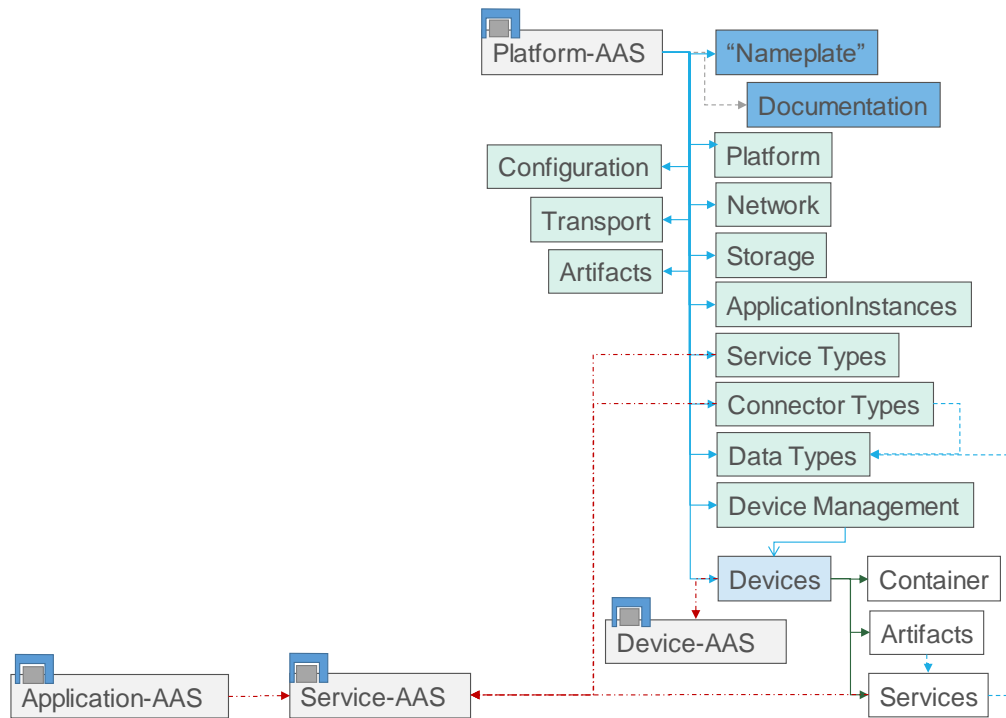 Platform-AAS
“Nameplate”
Documentation
Platform
Configuration
Network
Transport
Storage
Artifacts
ApplicationInstances
Service Types
Connector Types
Data Types
Device Management
Devices
Container
Device-AAS
Artifacts
Application-AAS
Service-AAS
Services